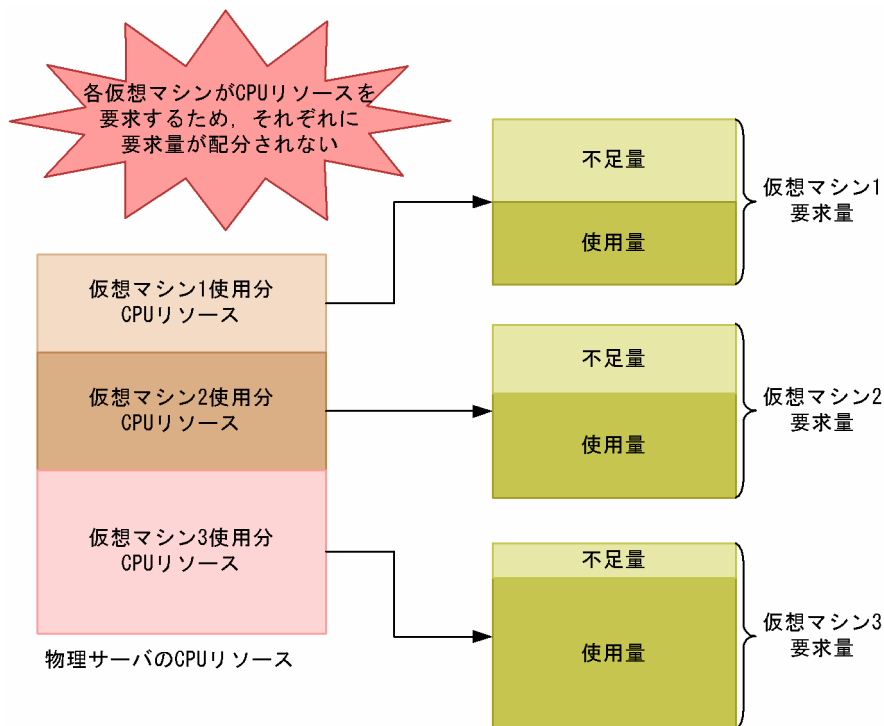 各仮想マシンがCPUリソースを
要求するため，それぞれに
要求量が配分されない
仮想マシン1使用分
CPUリソース
仮想マシン2使用分
CPUリソース
仮想マシン3使用分
CPUリソース
物理サーバのCPUリソース
不足量
使用量
仮想マシン1
要求量
不足量
使用量
仮想マシン2
要求量
不足量
使用量
仮想マシン3
要求量